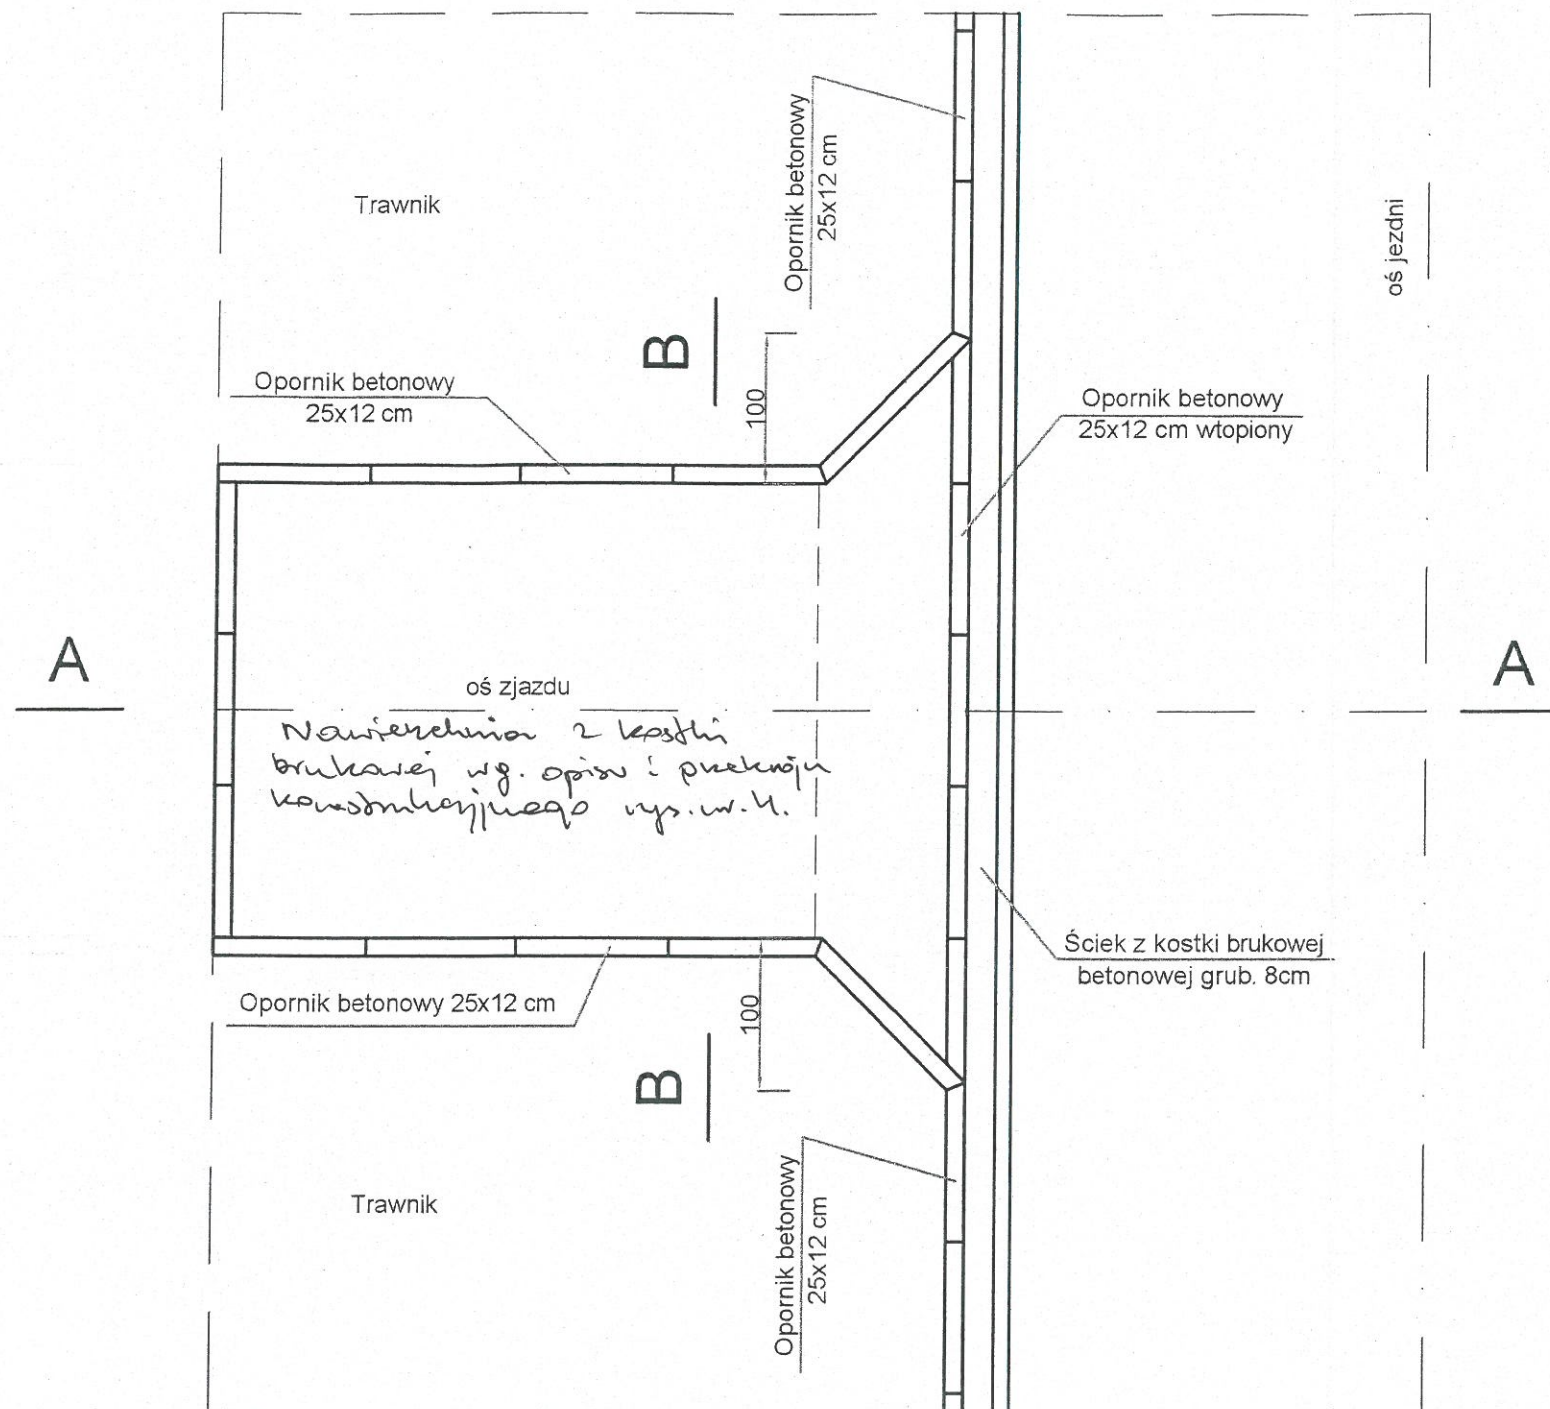 Opornik betonowy
25x12 cm
Trawnik
oś jezdni
B
Opornik betonowy
25x12 cm
100
Opornik betonowy
25x12 cm wtopiony
A
A
oś zjazdu
Nawierzchnia z kostki
brukowej wg. opisu i przekroju
konstrukcyjnego rys. nr. 4.
Ściek z kostki brukowej
betonowej grub. 8cm
Opornik betonowy 25x12 cm
100
B
Trawnik
Opornik betonowy
25x12 cm